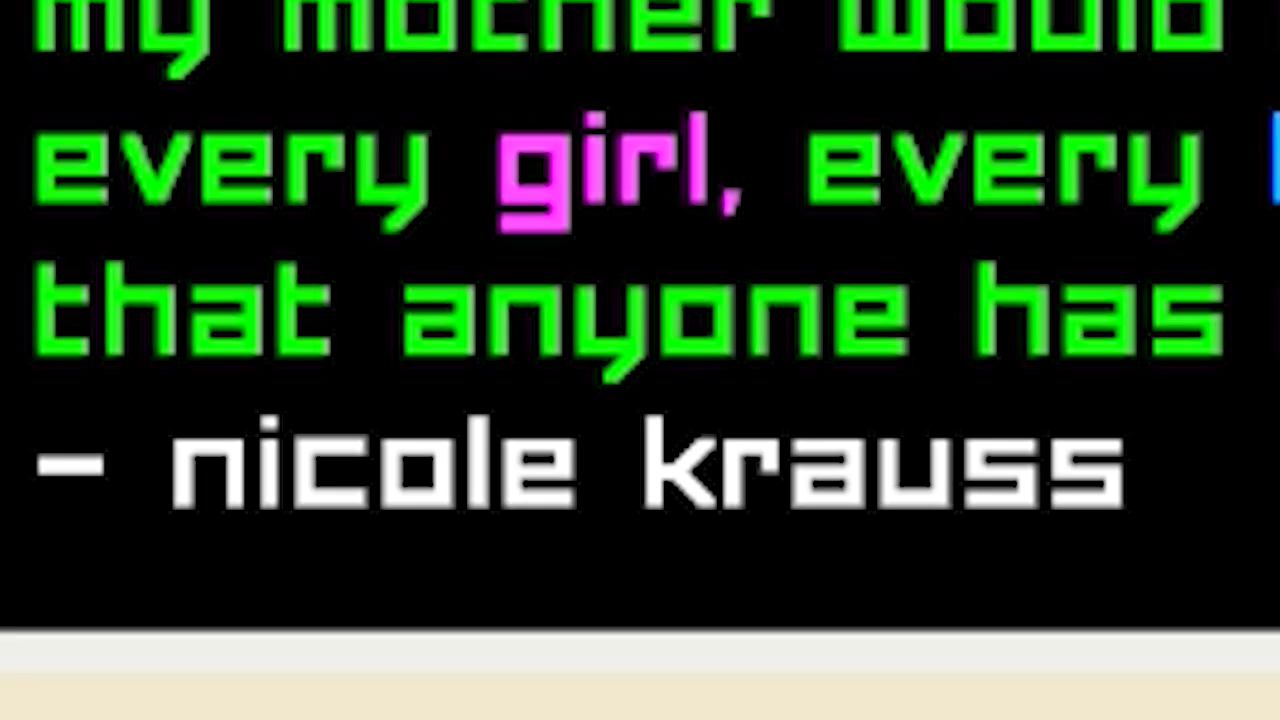 my mother would
every girl, every
that anyone has
– nicole krauss